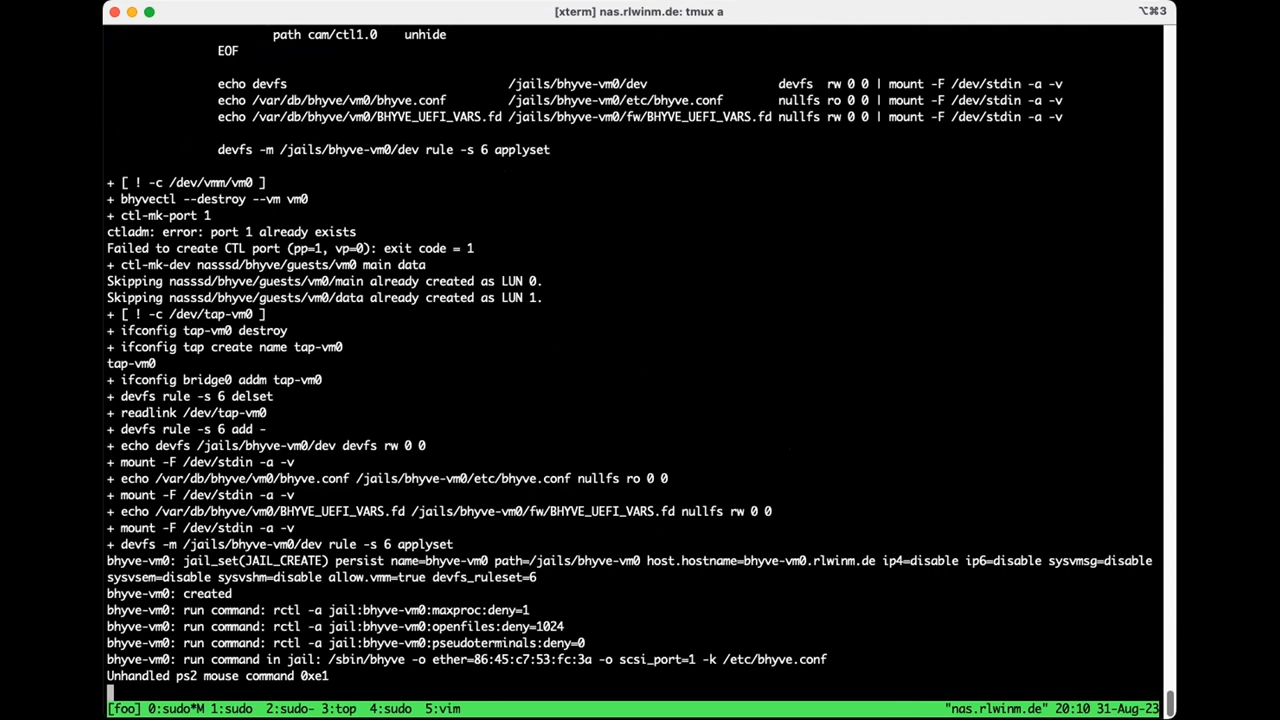 [xterm] nas.rlwinm.de: tmux a
⌥⌘3
path cam/ctl1.0 unhide
EOF
echo devfs /jails/bhyve-vm0/dev devfs rw 0 0 | mount -F /dev/stdin -a -v
echo /var/db/bhyve/vm0/bhyve.conf /jails/bhyve-vm0/etc/bhyve.conf nullfs ro 0 0 | mount -F /dev/stdin -a -v
echo /var/db/bhyve/vm0/BHYVE_UEFI_VARS.fd /jails/bhyve-vm0/fw/BHYVE_UEFI_VARS.fd nullfs rw 0 0 | mount -F /dev/stdin -a -v
devfs -m /jails/bhyve-vm0/dev rule -s 6 applyset
+ [ ! -c /dev/vmm/vm0 ]
+ bhyvectl --destroy --vm vm0
+ ctl-mk-port 1
ctladm: error: port 1 already exists
Failed to create CTL port (pp=1, vp=0): exit code = 1
+ ctl-mk-dev nasssd/bhyve/guests/vm0 main data
Skipping nasssd/bhyve/guests/vm0/main already created as LUN 0.
Skipping nasssd/bhyve/guests/vm0/data already created as LUN 1.
+ [ ! -c /dev/tap-vm0 ]
+ ifconfig tap-vm0 destroy
+ ifconfig tap create name tap-vm0
tap-vm0
+ ifconfig bridge0 addm tap-vm0
+ devfs rule -s 6 delset
+ readlink /dev/tap-vm0
+ devfs rule -s 6 add -
+ echo devfs /jails/bhyve-vm0/dev devfs rw 0 0
+ mount -F /dev/stdin -a -v
+ echo /var/db/bhyve/vm0/bhyve.conf /jails/bhyve-vm0/etc/bhyve.conf nullfs ro 0 0
+ mount -F /dev/stdin -a -v
+ echo /var/db/bhyve/vm0/BHYVE_UEFI_VARS.fd /jails/bhyve-vm0/fw/BHYVE_UEFI_VARS.fd nullfs rw 0 0
+ mount -F /dev/stdin -a -v
+ devfs -m /jails/bhyve-vm0/dev rule -s 6 applyset
bhyve-vm0: jail_set(JAIL_CREATE) persist name=bhyve-vm0 path=/jails/bhyve-vm0 host.hostname=bhyve-vm0.rlwinm.de ip4=disable ip6=disable sysvmsg=disable
sysvsem=disable sysvshm=disable allow.vmm=true devfs_ruleset=6
bhyve-vm0: created
bhyve-vm0: run command: rctl -a jail:bhyve-vm0:maxproc:deny=1
bhyve-vm0: run command: rctl -a jail:bhyve-vm0:openfiles:deny=1024
bhyve-vm0: run command: rctl -a jail:bhyve-vm0:pseudoterminals:deny=0
bhyve-vm0: run command in jail: /sbin/bhyve -o ether=86:45:c7:53:fc:3a -o scsi_port=1 -k /etc/bhyve.conf
Unhandled ps2 mouse command 0xe1
[foo] 0:sudo*M 1:sudo 2:sudo- 3:top 4:sudo 5:vim "nas.rlwinm.de" 20:10 31-Aug-23